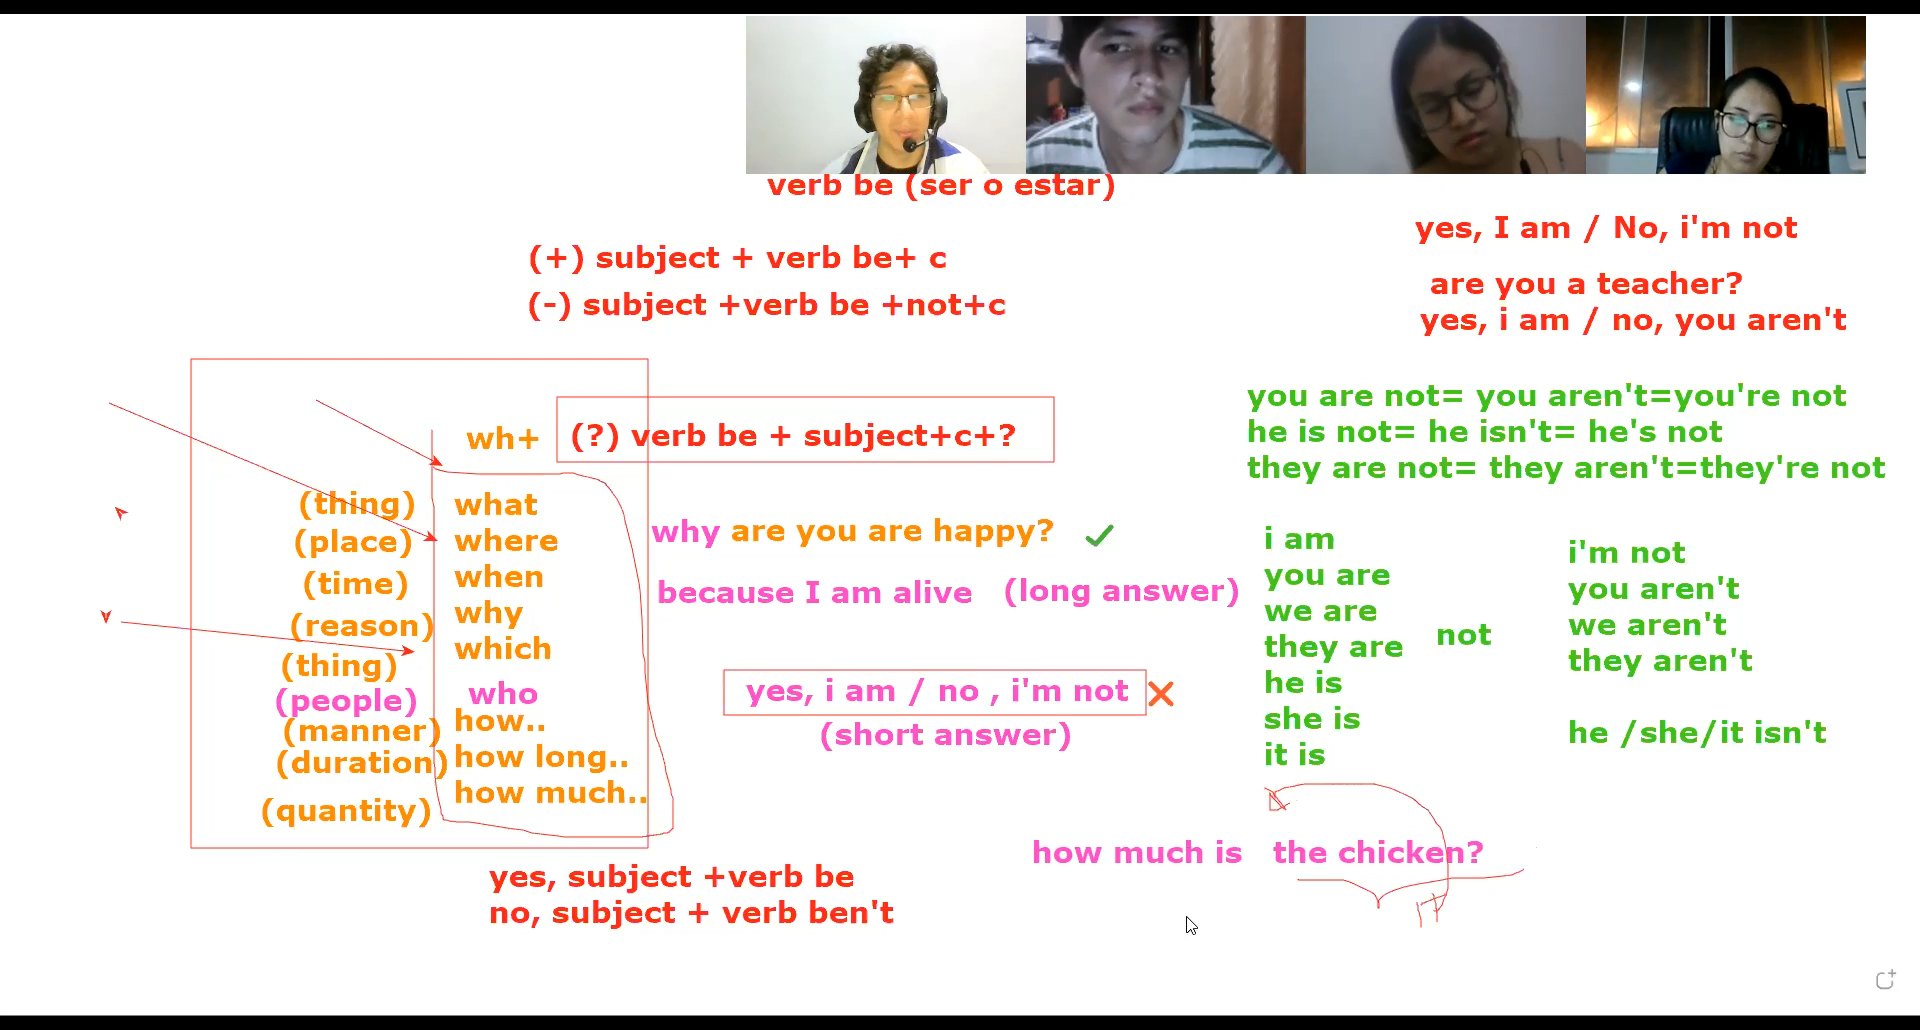 verb be (ser o estar)
yes, I am / No, i'm not
(+) subject + verb be+ c
are you a teacher?
(-) subject +verb be +not+c
yes, i am / no, you aren't
you are not= you aren't=you're not
he is not= he isn't= he's not
they are not= they aren't=they're not
wh+ (?) verb be + subject+c+?
(thing) what
(place) where
(time) when
(reason) why
(thing) which
(people) who
(manner) how..
(duration) how long..
(quantity) how much..
why are you are happy?
because I am alive (long answer)
yes, i am / no , i'm not
(short answer)
i am
you are
we are
they are
he is
she is
it is
not
i'm not
you aren't
we aren't
they aren't
he /she/it isn't
how much is the chicken?
IT
yes, subject +verb be
no, subject + verb ben't